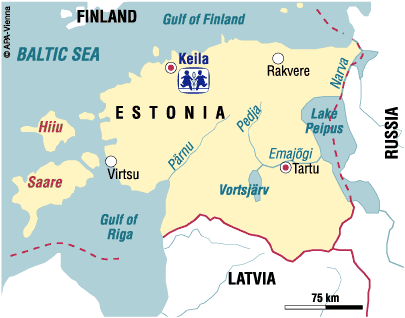 © APA-Vienna
FINLAND
Gulf of Finland
BALTIC SEA
Keila
Rakvere
Narva
ESTONIA
Hiiu
Pärnu
Pedja
Lake
Peipus
RUSSIA
Emajõgi
Virtsu
Tartu
Saare
Vortsjärv
Gulf of
Riga
LATVIA
75 km